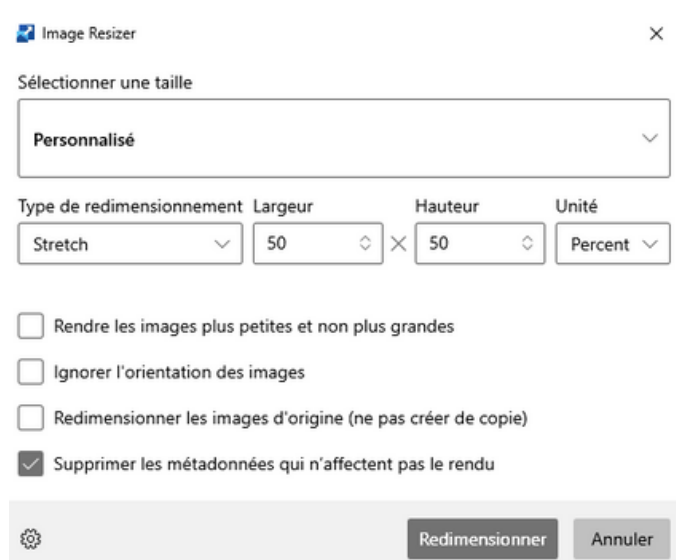 Image Resizer
Sélectionner une taille
Personnalisé
Type de redimensionnement Largeur Hauteur Unité
Stretch 50 50 Percent
Rendre les images plus petites et non plus grandes
Ignorer l'orientation des images
Redimensionner les images d'origine (ne pas créer de copie)
Supprimer les métadonnées qui n’affectent pas le rendu
Redimensionner Annuler